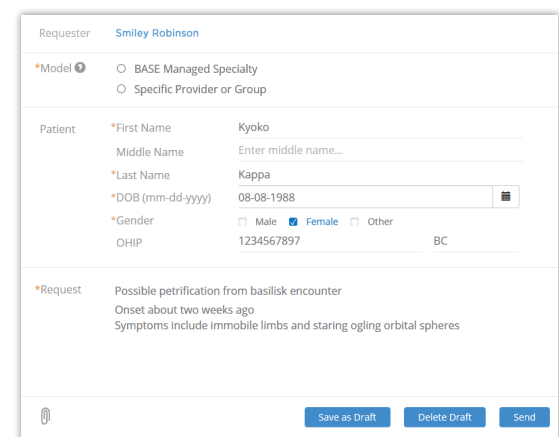 Requester Smiley Robinson
*Model ?
BASE Managed Specialty
Specific Provider or Group
Patient *First Name Kyoko
Middle Name Enter middle name...
*Last Name Kappa
*DOB (mm-dd-yyyy) 08-08-1988
*Gender Male Female Other
OHIP 1234567897 BC
*Request Possible petrification from basilisk encounter
Onset about two weeks ago
Symptoms include immobile limbs and staring ogling orbital spheres
Save as Draft Delete Draft Send